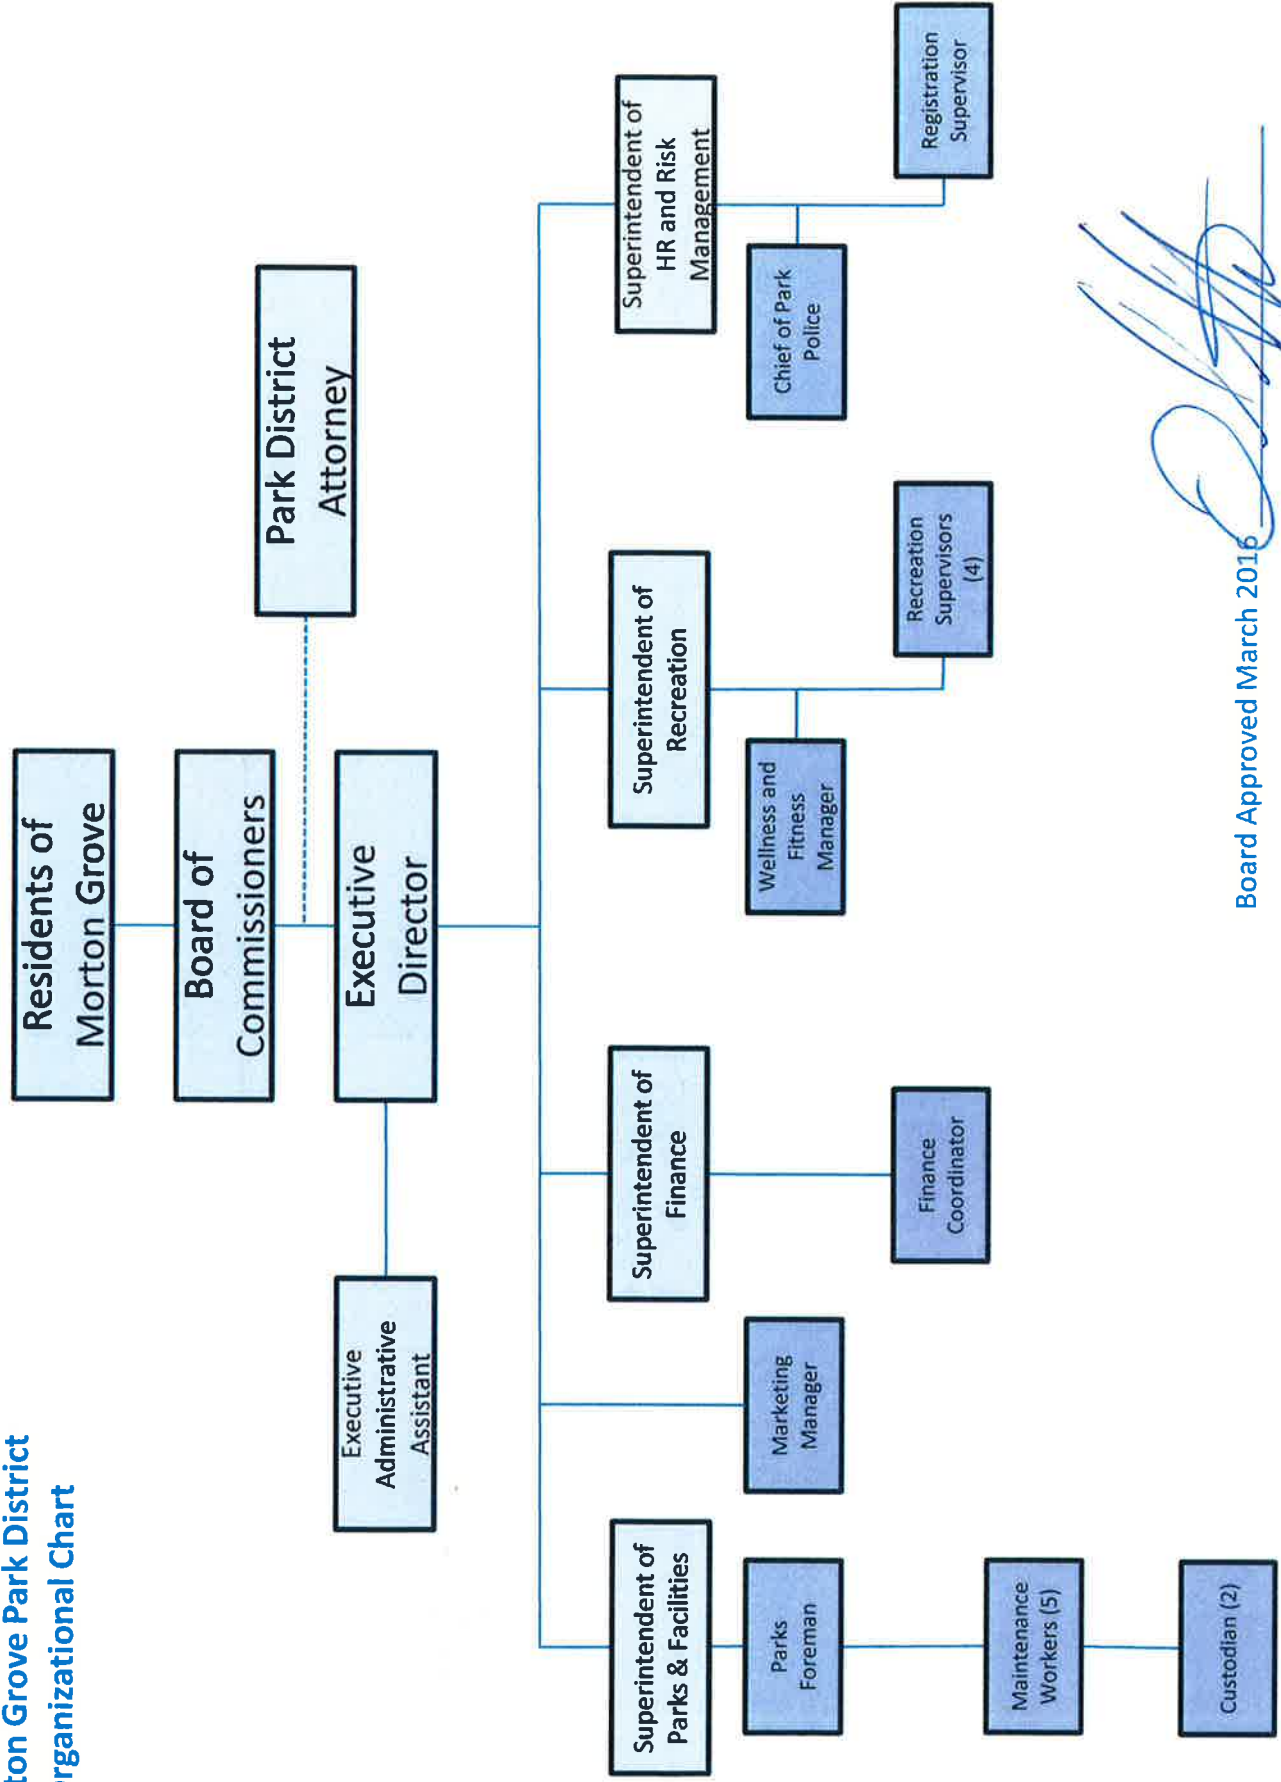 ton Grove Park District
rganizational Chart
Residents of
Morton Grove
Board of
Commissioners
Park District
Attorney
Executive
Director
Executive
Administrative
Assistant
Superintendent of
Parks & Facilities
Superintendent of
Finance
Superintendent of
Recreation
Superintendent of
HR and Risk
Management
Parks
Foreman
Marketing
Manager
Wellness and
Fitness
Manager
Chief of Park
Police
Maintenance
Workers (5)
Finance
Coordinator
Recreation
Supervisors
(4)
Registration
Supervisor
Custodian (2)
Board Approved March 2016